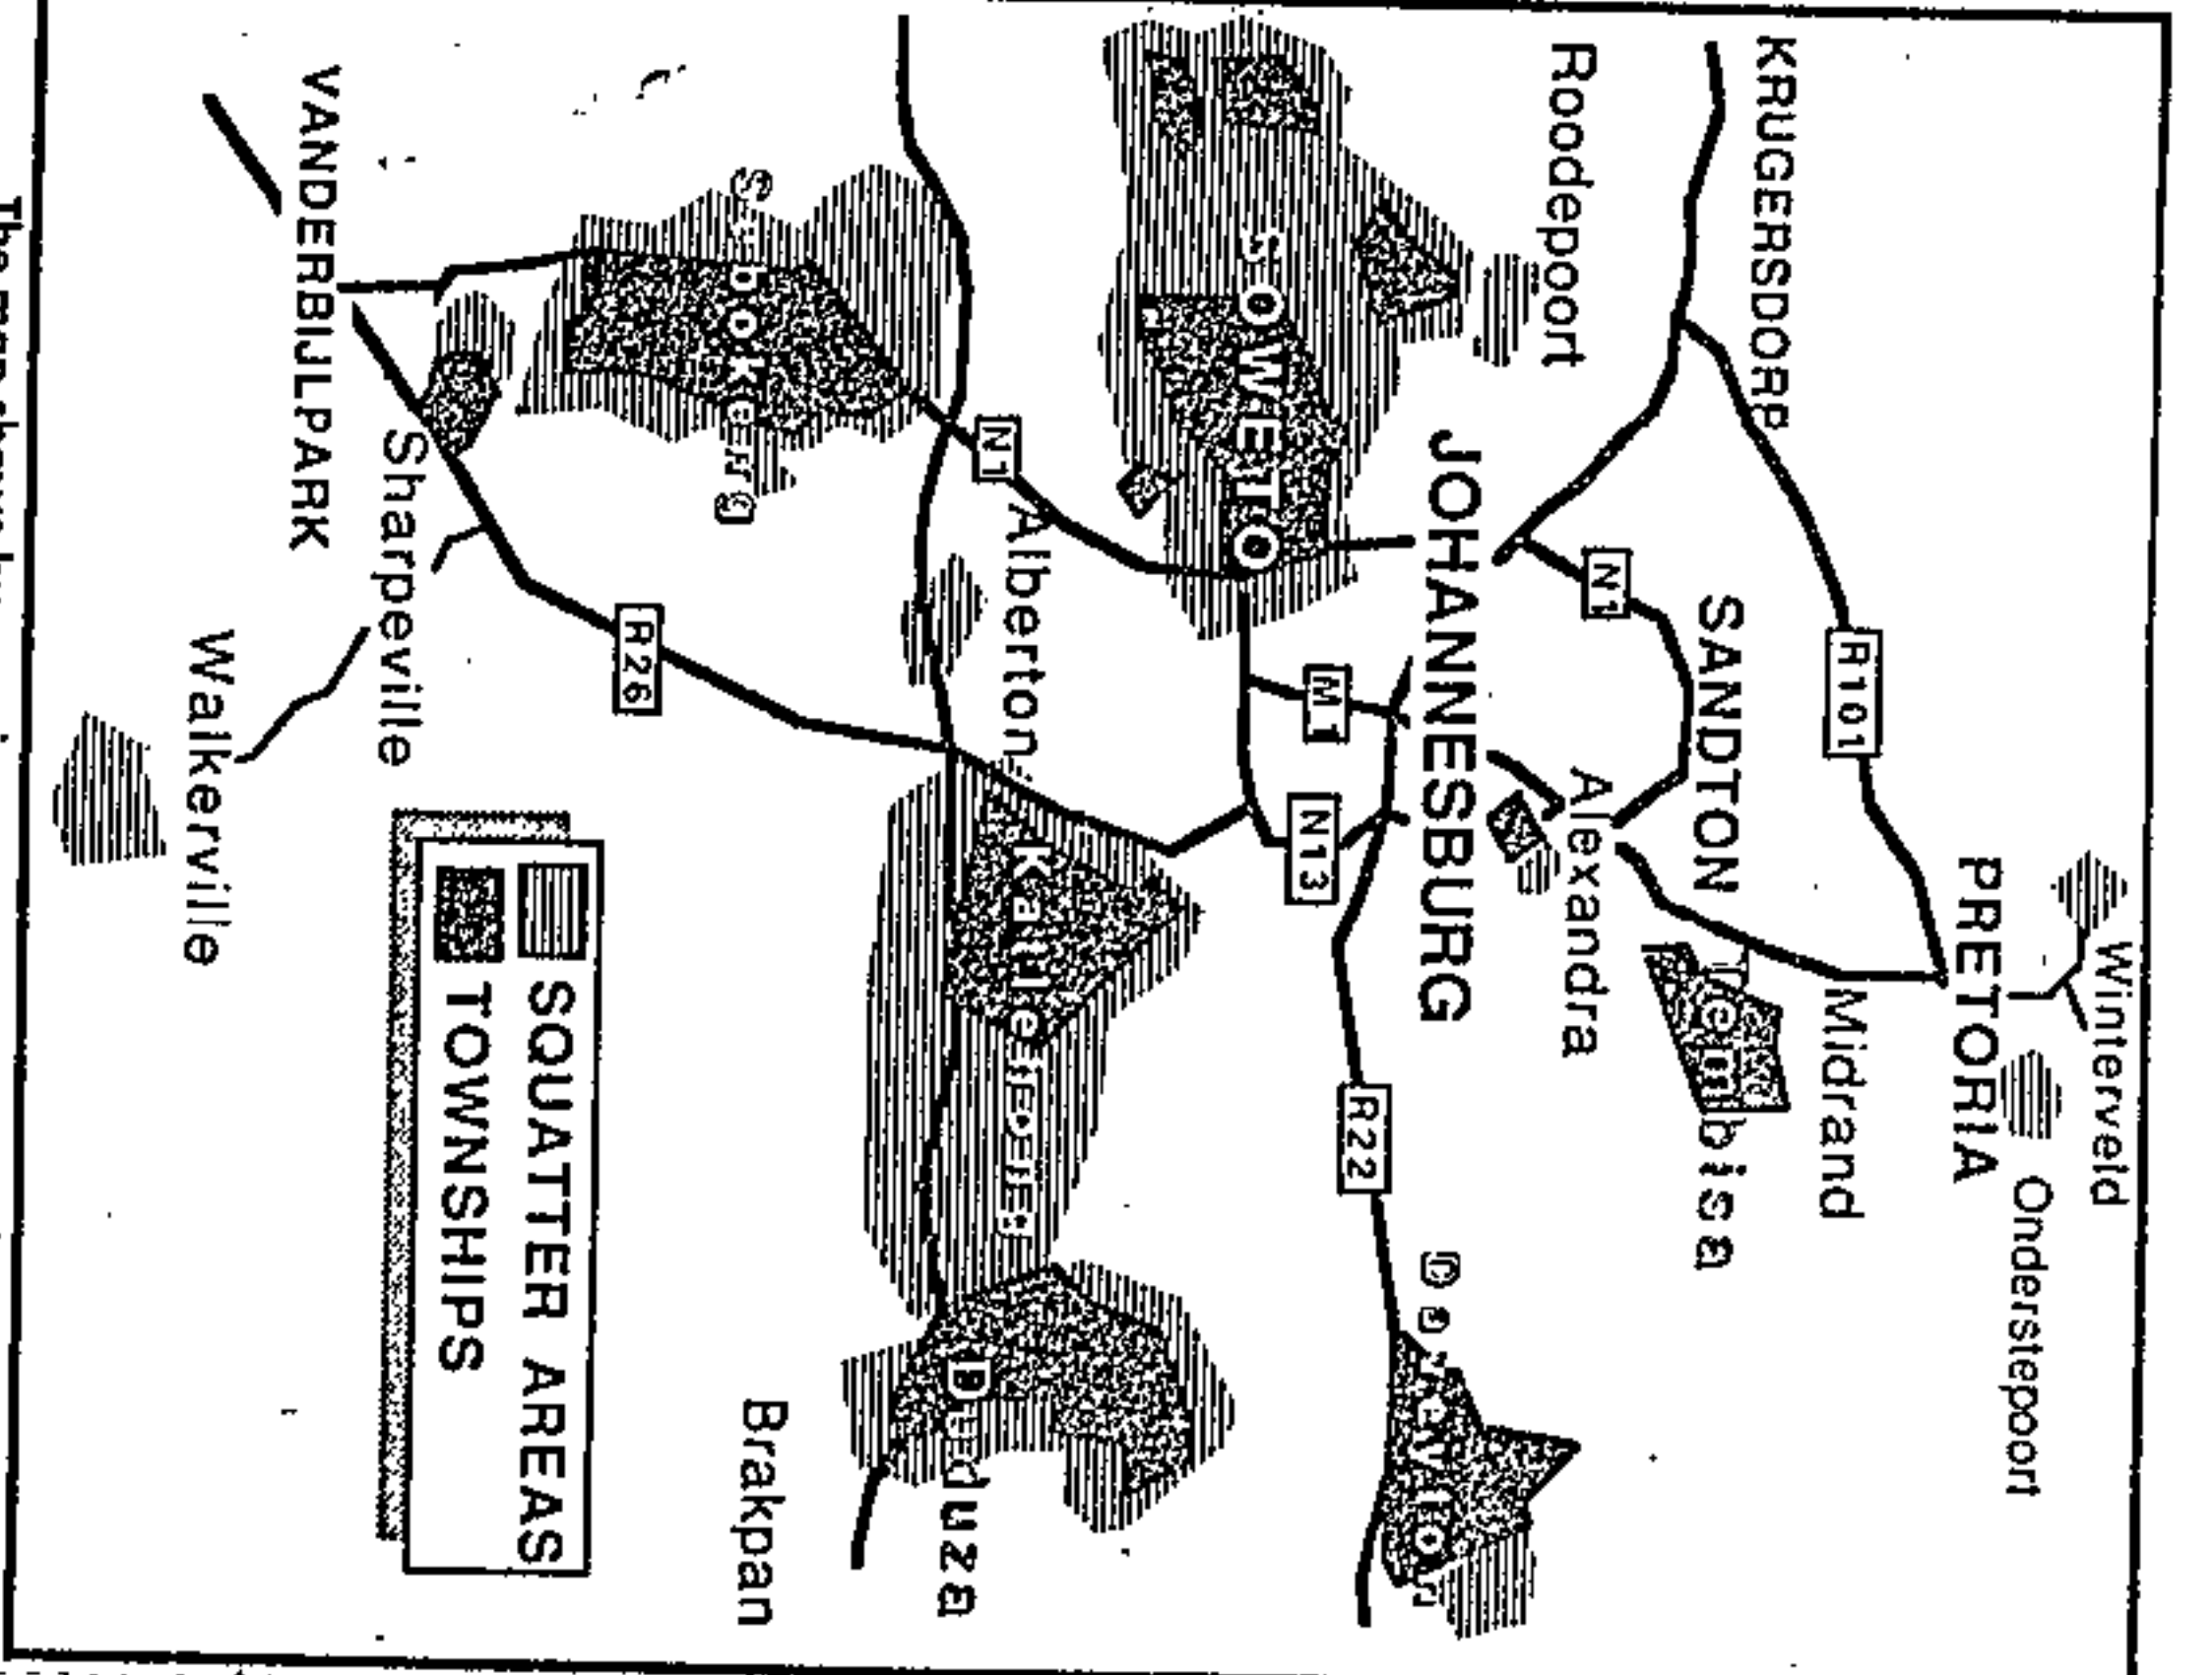 Winterveld
Onderstepoort
PRETORIA
R101
KRUGERSDORP
Midrand
SANDTON
Tembisa
N1
Roodepoort
Alexandra
JOHANNESBURG
Daveyton
M1
N13
R22
SOWETO
Alberton
N1
Katlehong
Duduza
Sebokeng
Brakpan
R26
SQUATTER AREAS
TOWNSHIPS
Sharpeville
VANDERBIJLPARK
Walkerville